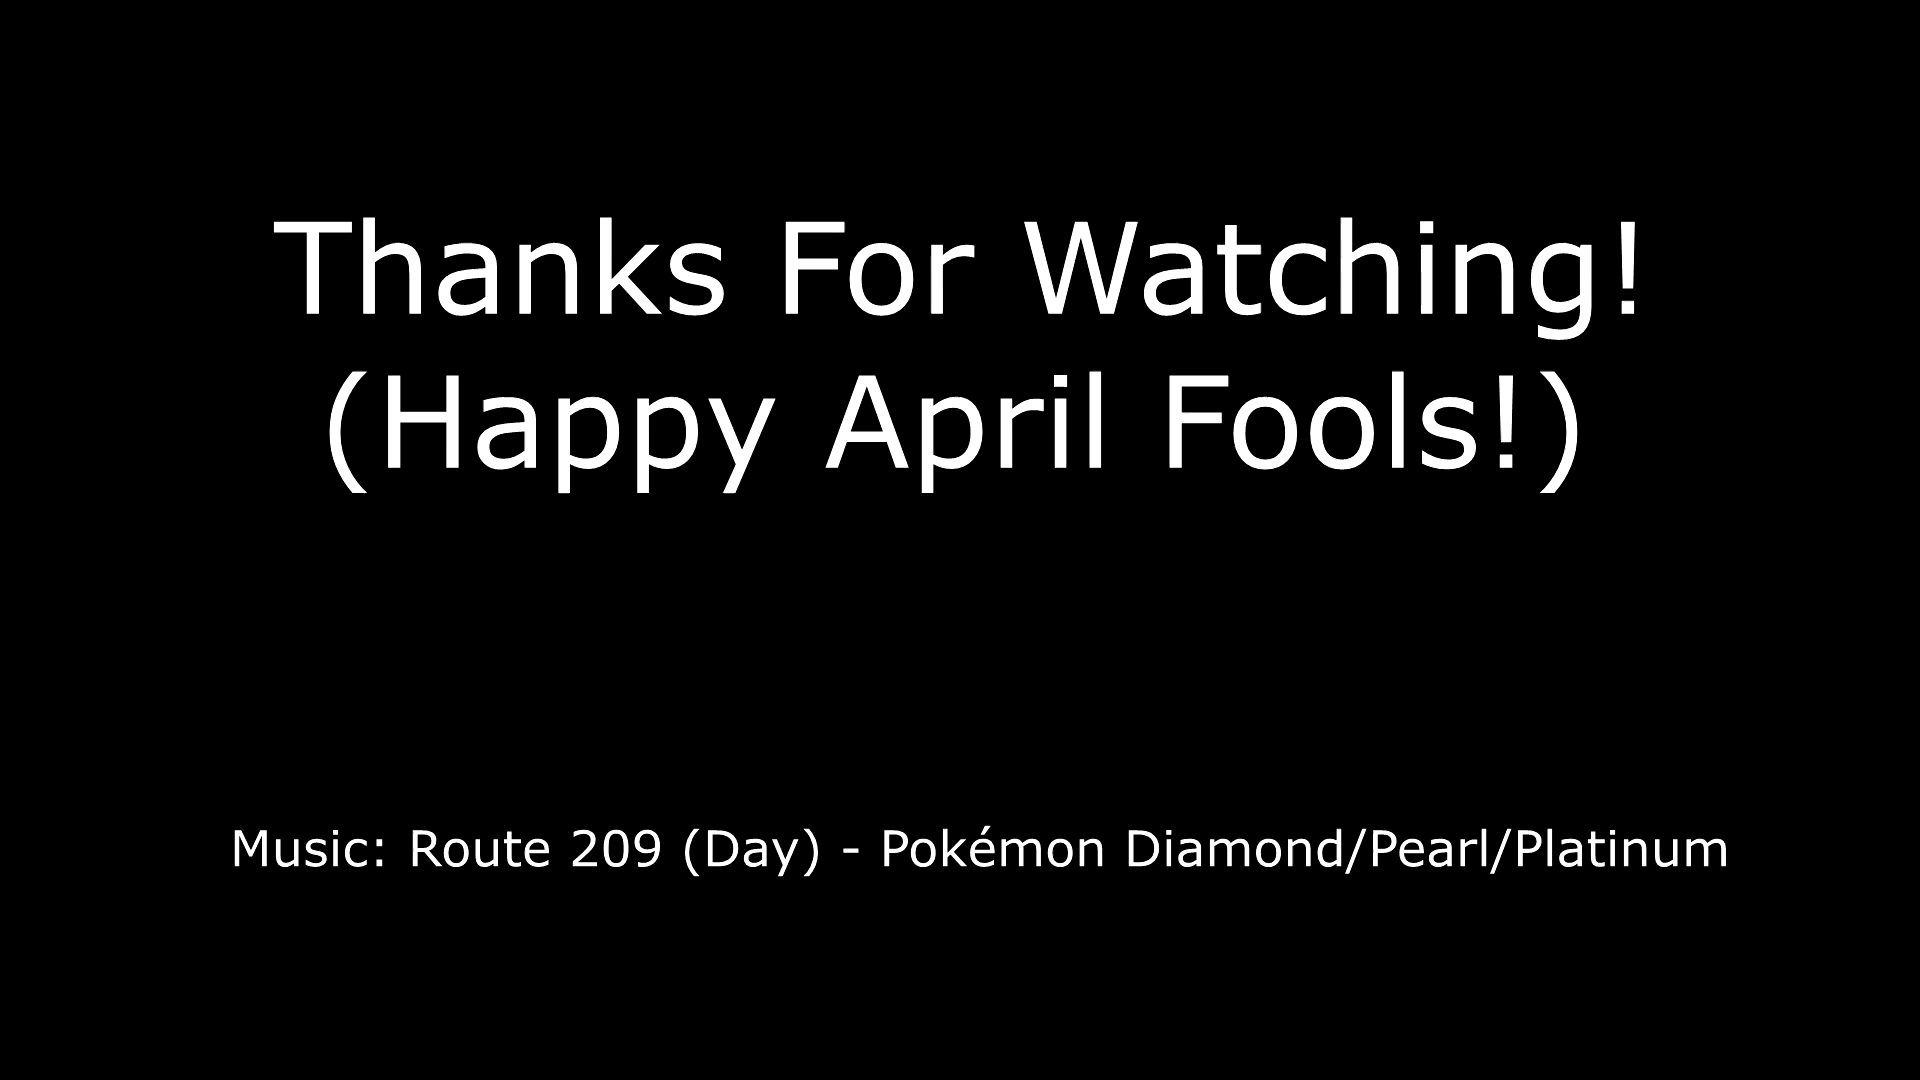 Thanks For Watching!
(Happy April Fools!)
Music: Route 209 (Day) - Pokémon Diamond/Pearl/Platinum